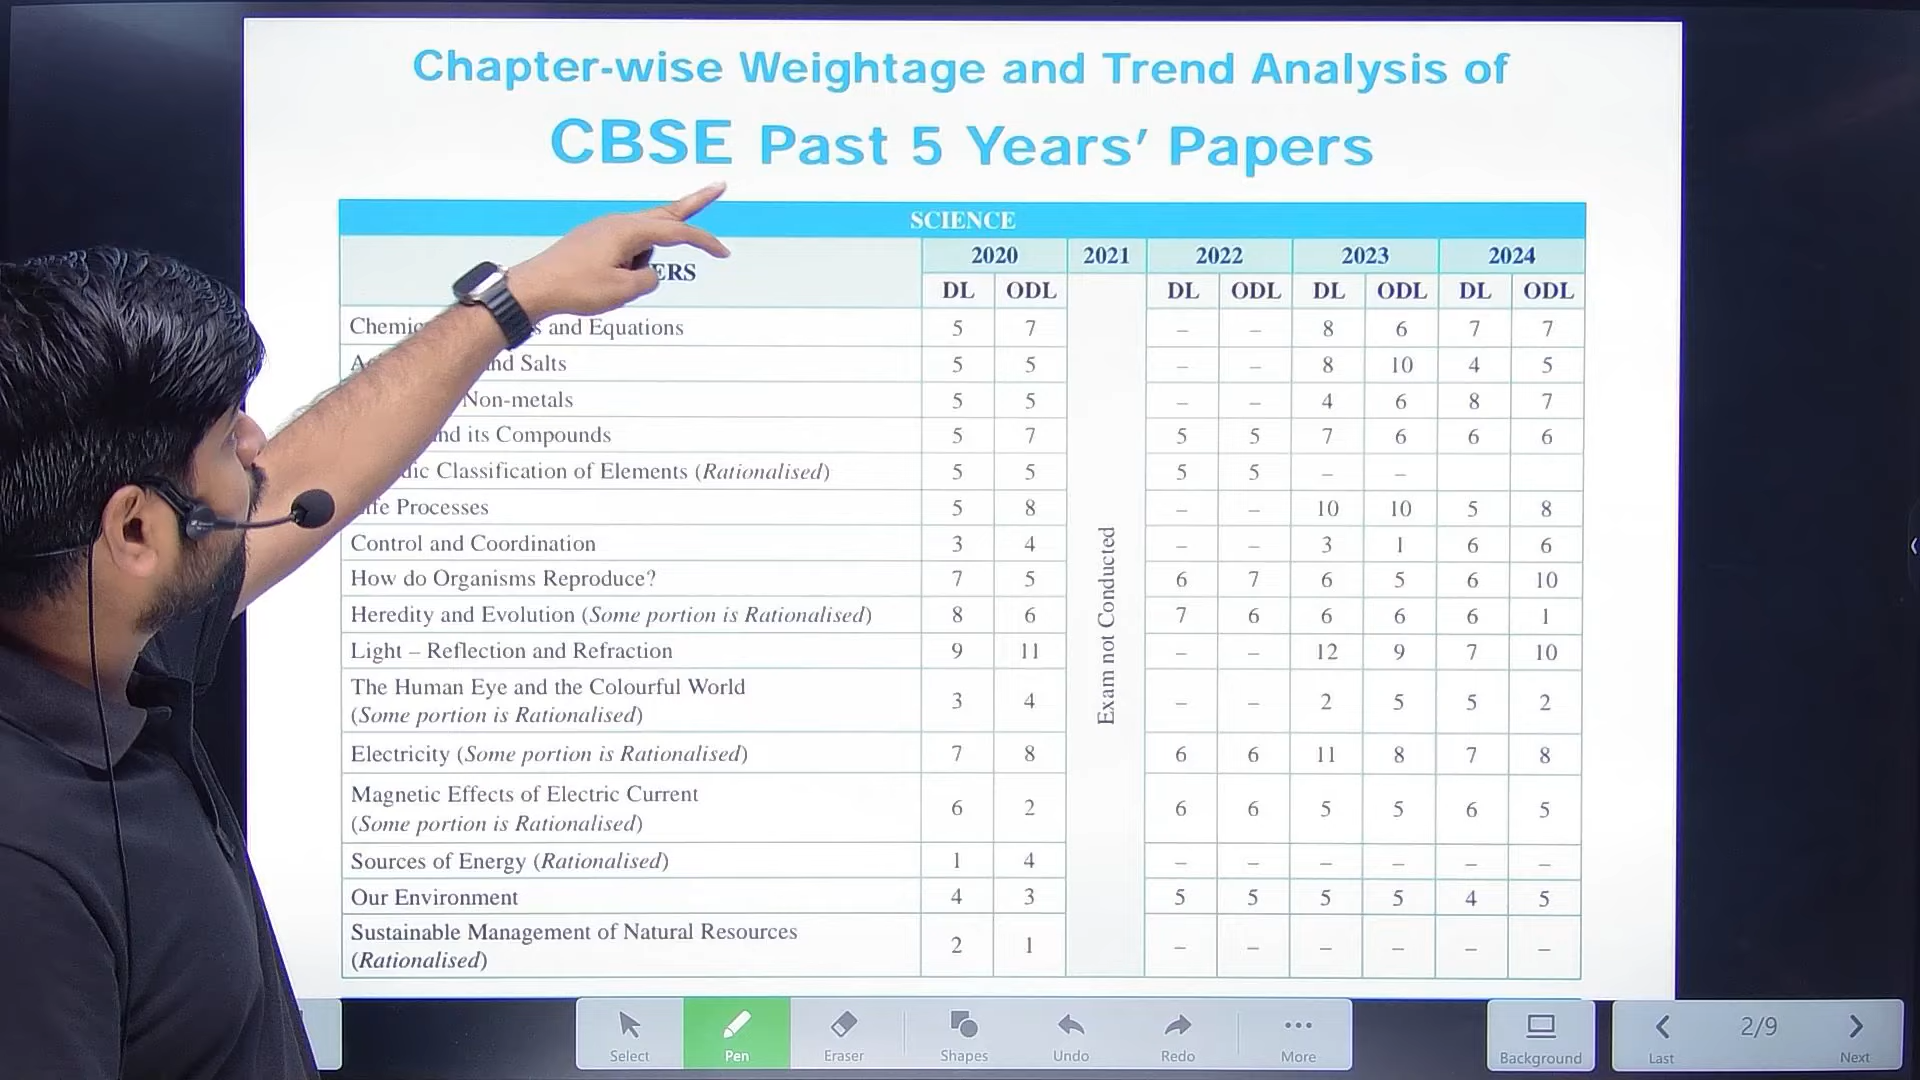 Chapter-wise Weightage and Trend Analysis of
CBSE Past 5 Years’ Papers
SCIENCE
2020 2021 2022 2023 2024
DL ODL DL ODL DL ODL DL ODL
and Equations 5 7 – – 8 6 7 7
and Salts 5 5 – – 8 10 4 5
Non-metals 5 5 – – 4 6 8 7
its Compounds 5 7 5 5 7 6 6 6
Classification of Elements (Rationalised) 5 5 5 5 – –
Processes 5 8 – – 10 10 5 8
Control and Coordination 3 4 – – 3 1 6 6
How do Organisms Reproduce? 7 5 6 7 6 5 6 10
Heredity and Evolution (Some portion is Rationalised) 8 6 7 6 6 6 6 1
Light – Reflection and Refraction 9 11 – – 12 9 7 10
The Human Eye and the Colourful World
(Some portion is Rationalised) 3 4 – – 2 5 5 2
Electricity (Some portion is Rationalised) 7 8 6 6 11 8 7 8
Magnetic Effects of Electric Current
(Some portion is Rationalised) 6 2 6 6 5 5 6 5
Sources of Energy (Rationalised) 1 4 – – – – – –
Our Environment 4 3 5 5 5 5 4 5
Sustainable Management of Natural Resources
(Rationalised) 2 1 – – – – – –
Exam not Conducted
Select Pen Eraser Shapes Undo Redo More Background Last 2/9 Next